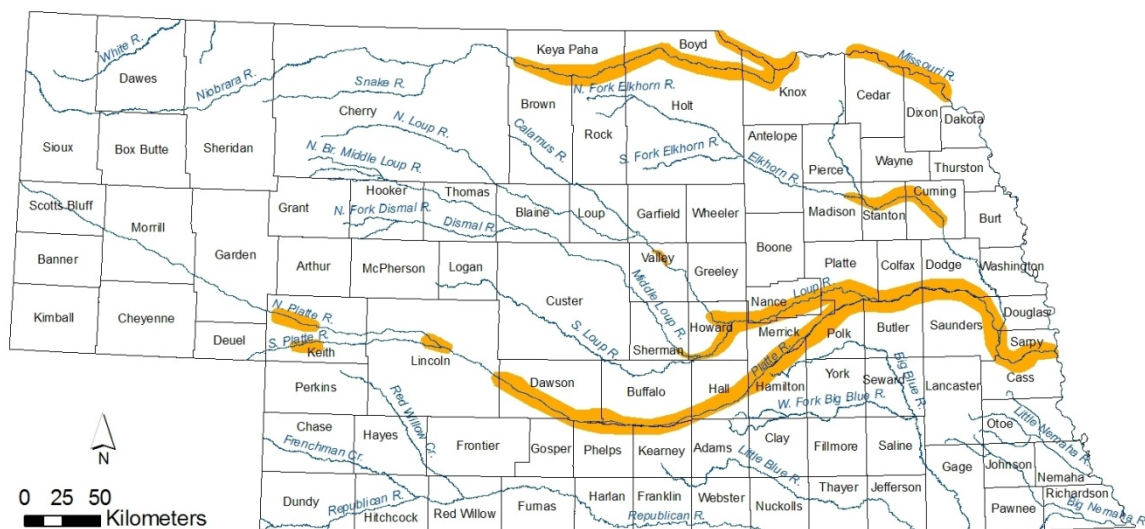 White R.
Dawes
Niobrara R.
Snake R.
Cherry
Sioux
Box Butte
Sheridan
Keya Paha
Boyd
Knox
Missouri R.
Cedar
Dixon
Dakota
N. Fork Elkhorn R.
Brown
Rock
Holt
Calamus R.
N. Loup R.
N. Br. Middle Loup R.
S. Fork Elkhorn R.
Antelope
Pierce
Wayne
Thurston
Elkhorn R.
Cuming
Scotts Bluff
Morrill
Garden
Grant
Hooker
Thomas
N. Fork Dismal R.
Dismal R.
Blaine
Loup
Garfield
Wheeler
Madison
Stanton
Burt
Boone
Banner
Arthur
McPherson
Logan
Custer
Valley
Greeley
Platte
Colfax
Dodge
Washington
Middle Loup R.
Nance
Loup R.
Kimball
Cheyenne
Deuel
N. Platte R.
S. Platte R.
Keith
Lincoln
S. Loup R.
Sherman
Howard
Merrick
Platte R.
Polk
Butler
Saunders
Douglas
Sarpy
Cass
Perkins
Red Willow Cr.
Dawson
Buffalo
Hall
Hamilton
York
Seward
Big Blue R.
Lancaster
W. Fork Big Blue R.
Otoe
Little Nemaha R.
Chase
Hayes
Frontier
Gosper
Phelps
Kearney
Adams
Clay
Fillmore
Saline
Frenchman Cr.
Little Blue R.
Gage
Johnson
Nemaha
Dundy
Republican R.
Hitchcock
Red Willow
Furnas
Harlan
Franklin
Webster
Nuckolls
Thayer
Jefferson
Pawnee
Richardson
Big Nemaha R.
Republican R.
N
0 25 50
Kilometers